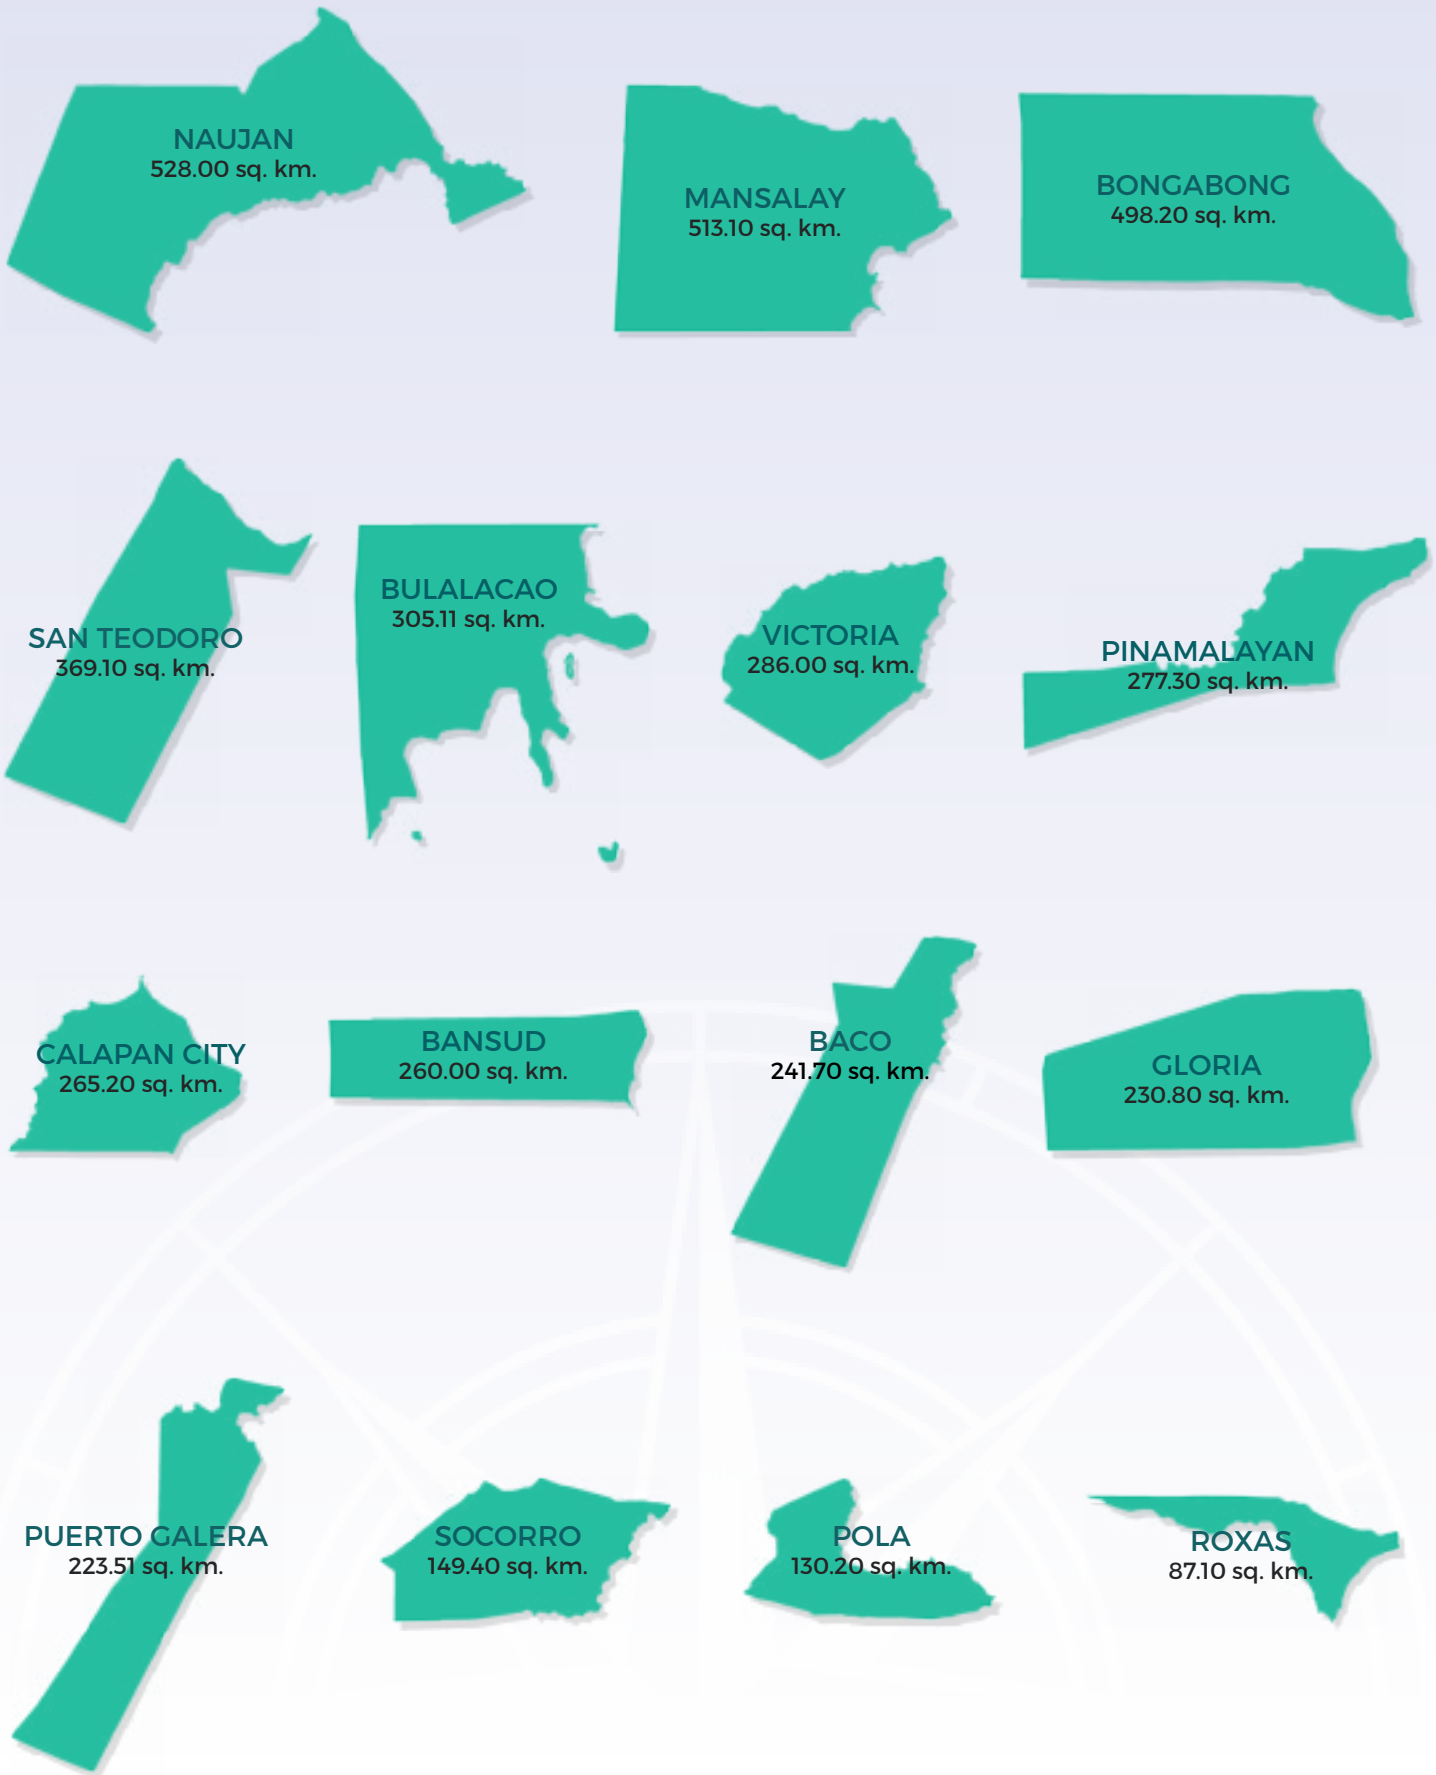 NAUJAN
528.00 sq. km.
MANSALAY
513.10 sq. km.
BONGABONG
498.20 sq. km.
SAN TEODORO
369.10 sq. km.
BULALACAO
305.11 sq. km.
VICTORIA
286.00 sq. km.
PINAMALAYAN
277.30 sq. km.
CALAPAN CITY
265.20 sq. km.
BANSUD
260.00 sq. km.
BACO
241.70 sq. km.
GLORIA
230.80 sq. km.
PUERTO GALERA
223.51 sq. km.
SOCORRO
149.40 sq. km.
POLA
130.20 sq. km.
ROXAS
87.10 sq. km.